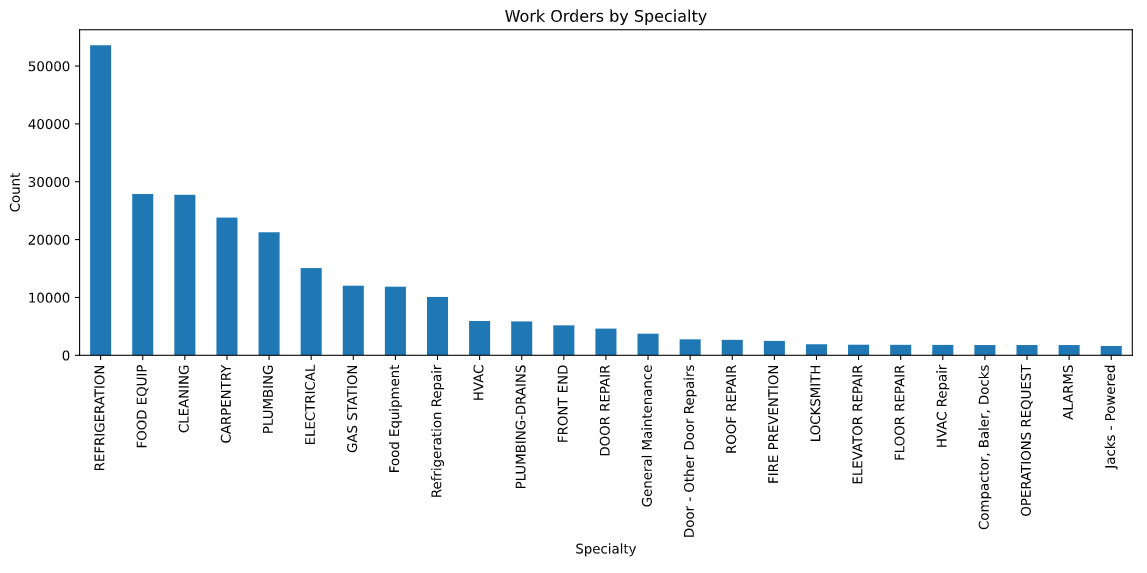 Work Orders by Specialty
50000
40000
30000
20000
10000
0
Count
REFRIGERATION
FOOD EQUIP
CLEANING
CARPENTRY
PLUMBING
ELECTRICAL
GAS STATION
Food Equipment
Refrigeration Repair
HVAC
PLUMBING-DRAINS
FRONT END
DOOR REPAIR
General Maintenance
Door - Other Door Repairs
ROOF REPAIR
FIRE PREVENTION
LOCKSMITH
ELEVATOR REPAIR
FLOOR REPAIR
HVAC Repair
Compactor, Baler, Docks
OPERATIONS REQUEST
ALARMS
Jacks - Powered
Specialty